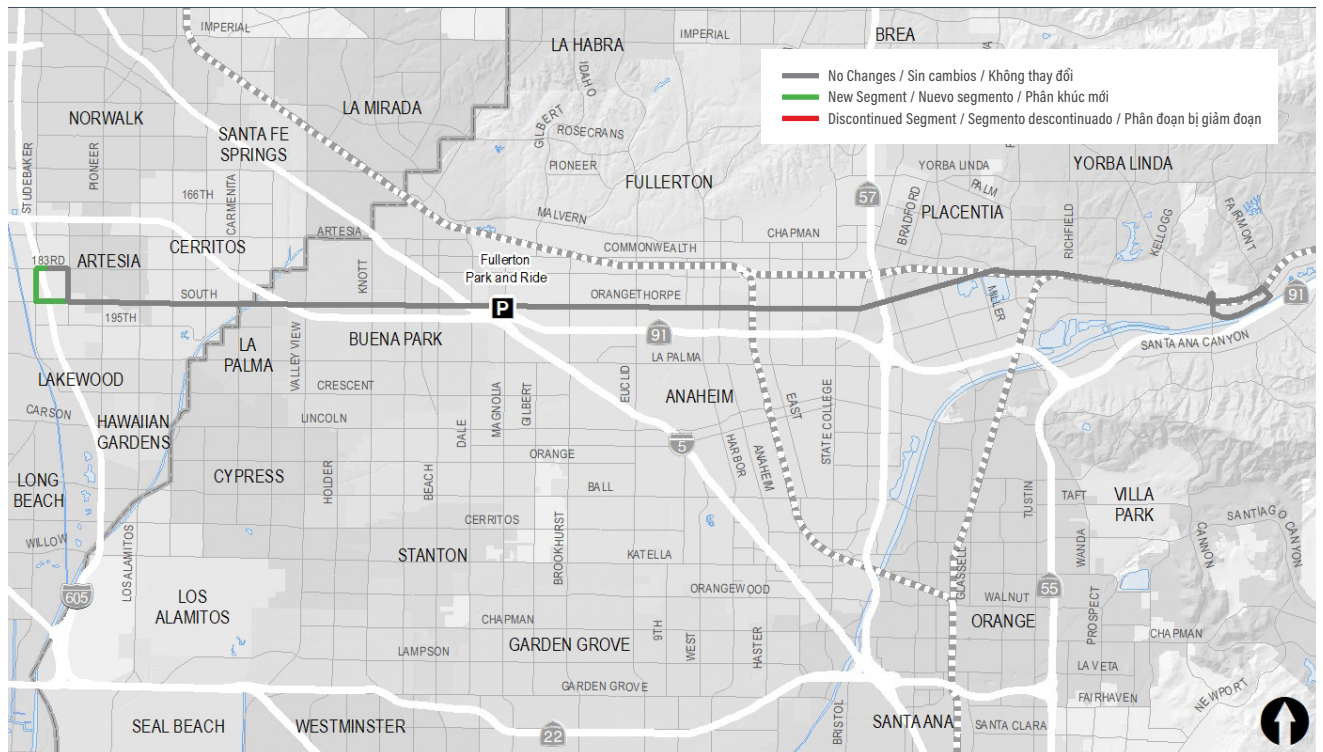 IMPERIAL
LA HABRA
IMPERIAL
BREA
No Changes / Sin cambios / Không thay đổi
New Segment / Nuevo segmento / Phân khúc mới
Discontinued Segment / Segmento descontinuado / Phân đoạn bị giảm đoạn
IDAHO
LA MIRADA
NORWALK
SANTA FE
SPRINGS
GILBERT
ROSECRANS
PIONEER
PIONEER
FULLERTON
YORBA LINDA
YORBA LINDA
STUDEBAKER
166TH
CARMENITA
57
BRADFORD
PALM
PLACENTIA
RICHFIELD
KELLOGG
FAIRMONT
MALVERN
CHAPMAN
COMMONWEALTH
CERRITOS
ARTESIA
183RD
ARTESIA
KNOTT
Fullerton
Park and Ride
P
SOUTH
ORANGETHORPE
MILLER
91
195TH
LA
PALMA
VALLEY VIEW
BUENA PARK
91
SANTA ANA CANYON
LA PALMA
LAKEWOOD
CRESCENT
MAGNOLIA
GILBERT
EUCLID
ANAHEIM
EAST
STATE COLLEGE
CARSON
HAWAIIAN
GARDENS
LINCOLN
DALE
5
HARBOR
ANAHEIM
ORANGE
CYPRESS
HOLDER
BEACH
BALL
LONG
BEACH
TUSTIN
TAFT
VILLA
PARK
CERRITOS
BROOKHURST
SANTIAGO
CANYON
WILLOW
LOS ALAMITOS
STANTON
KATELLA
GLASSELL
WANDA
CANNON
605
LOS
ALAMITOS
ORANGEWOOD
WALNUT
55
ORANGE
PROSPECT
CHAPMAN
CHAPMAN
9TH
WEST
HASTER
GARDEN GROVE
LAMPSON
LA VETA
GARDEN GROVE
FAIRHAVEN
NEWPORT
SEAL BEACH
WESTMINSTER
22
BRISTOL
SANTA ANA
SANTA CLARA